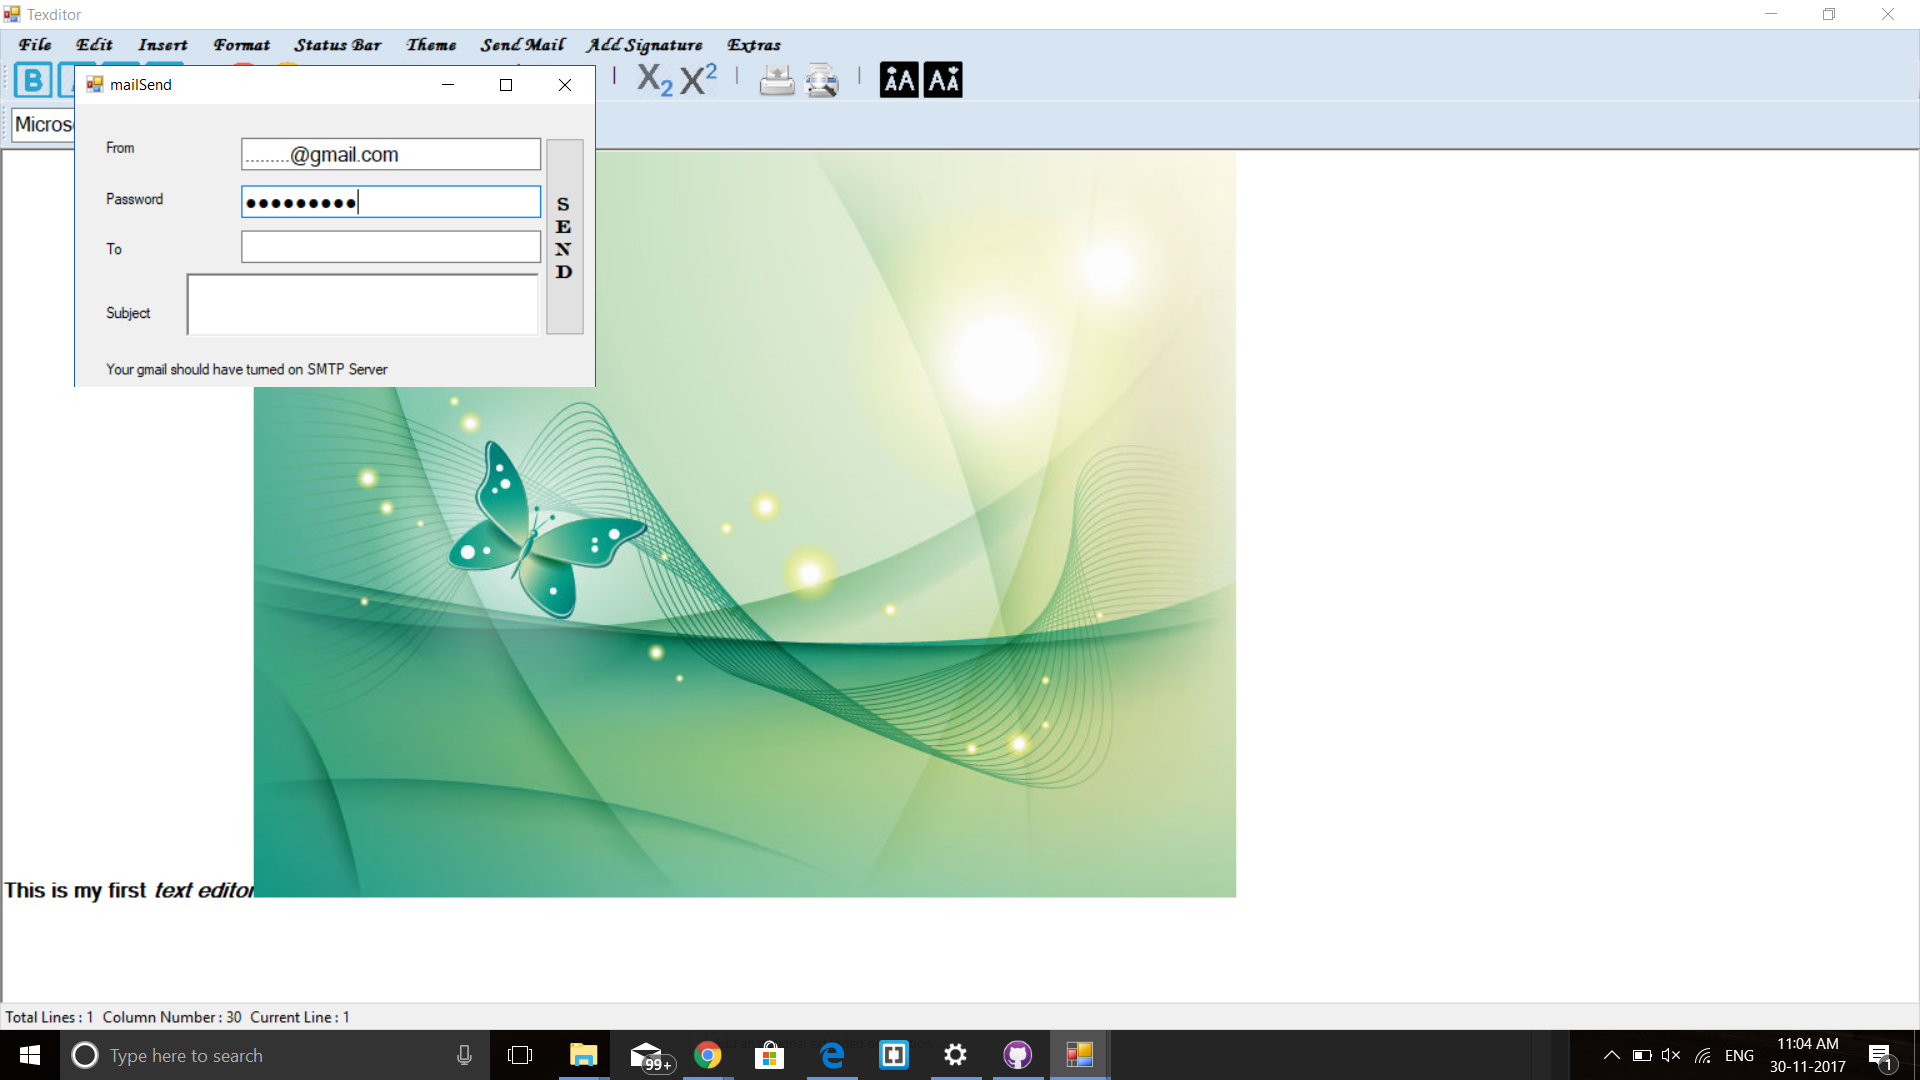 Texditor
File Edit Insert Format Status Bar Theme Send Mail Add Signature Extras
B
X2 X2
AA AA
mailSend
Micros
From .........@gmail.com
Password ●●●●●●●●●
To
Subject
SEND
Your gmail should have turned on SMTP Server
This is my first text editor
Total Lines : 1 Column Number : 30 Current Line : 1
Type here to search
99+
ENG
11:04 AM
30-11-2017
1